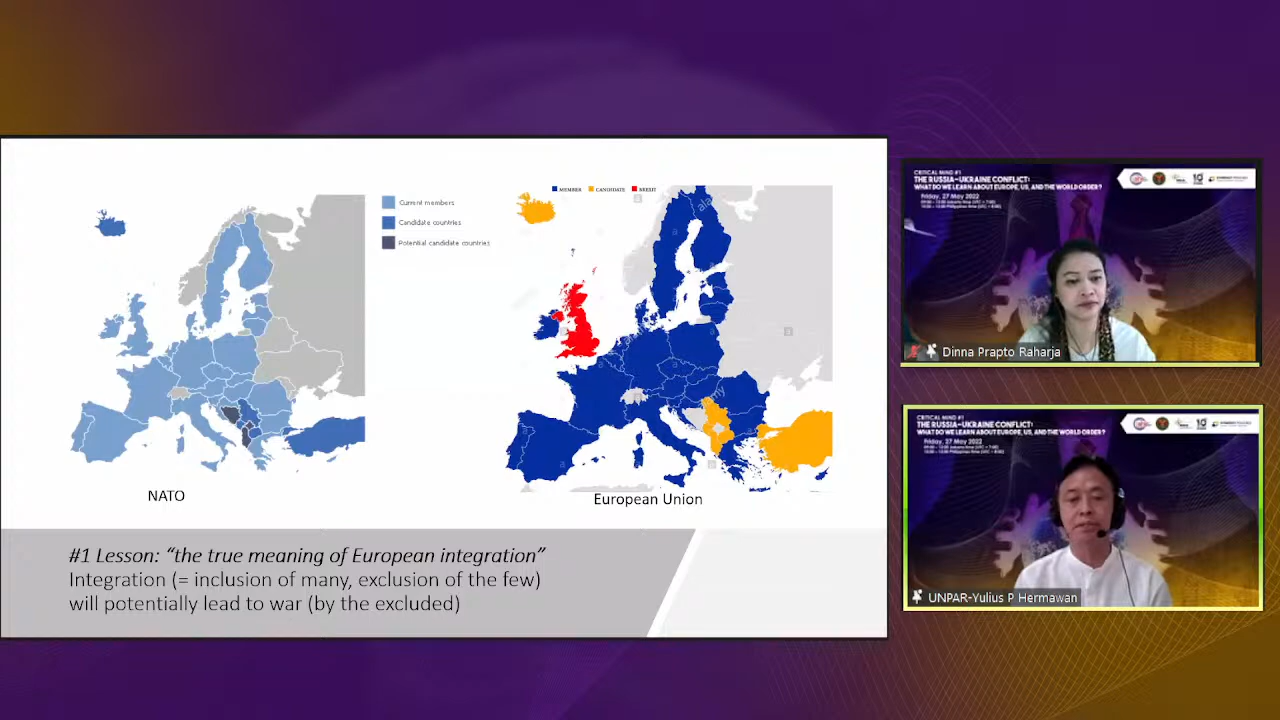 Current members
Candidate countries
Potential candidate countries
NATO
MEMBER
CANDIDATE
BREXIT
European Union
#1 Lesson: “the true meaning of European integration”
Integration (= inclusion of many, exclusion of the few)
will potentially lead to war (by the excluded)
CRITICAL MIND #1
THE RUSSIA-UKRAINE CONFLICT:
WHAT DO WE LEARN ABOUT EUROPE, US, AND THE WORLD ORDER?
Friday, 27 May 2022
Dinna Prapto Raharja
CRITICAL MIND #1
THE RUSSIA-UKRAINE CONFLICT:
WHAT DO WE LEARN ABOUT EUROPE, US, AND THE WORLD ORDER?
Friday, 27 May 2022
UNPAR-Yulius P Hermawan